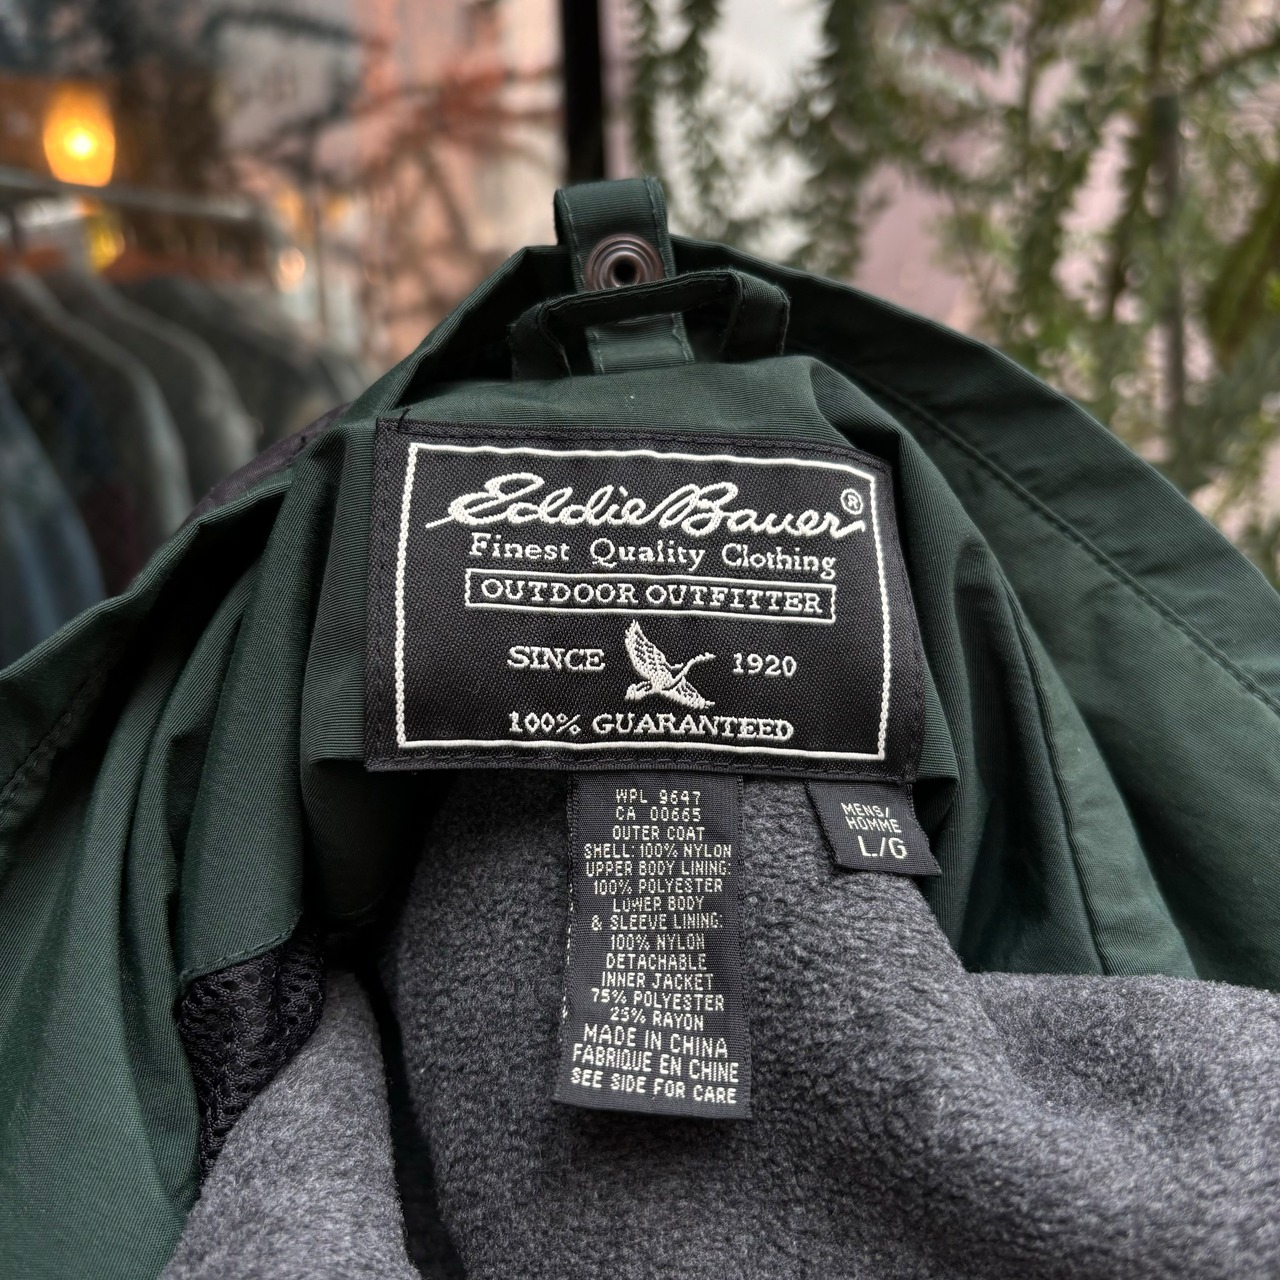 Eddie Bauer®
Finest Quality Clothing
OUTDOOR OUTFITTER
SINCE 1920
100% GUARANTEED
WPL 9647
CA 00665
OUTER COAT
SHELL: 100% NYLON
UPPER BODY LINING:
100% POLYESTER
LOWER BODY
& SLEEVE LINING:
100% NYLON
DETACHABLE
INNER JACKET
75% POLYESTER
25% RAYON
MADE IN CHINA
FABRIQUE EN CHINE
SEE SIDE FOR CARE
MENS/
HOMME
L/G